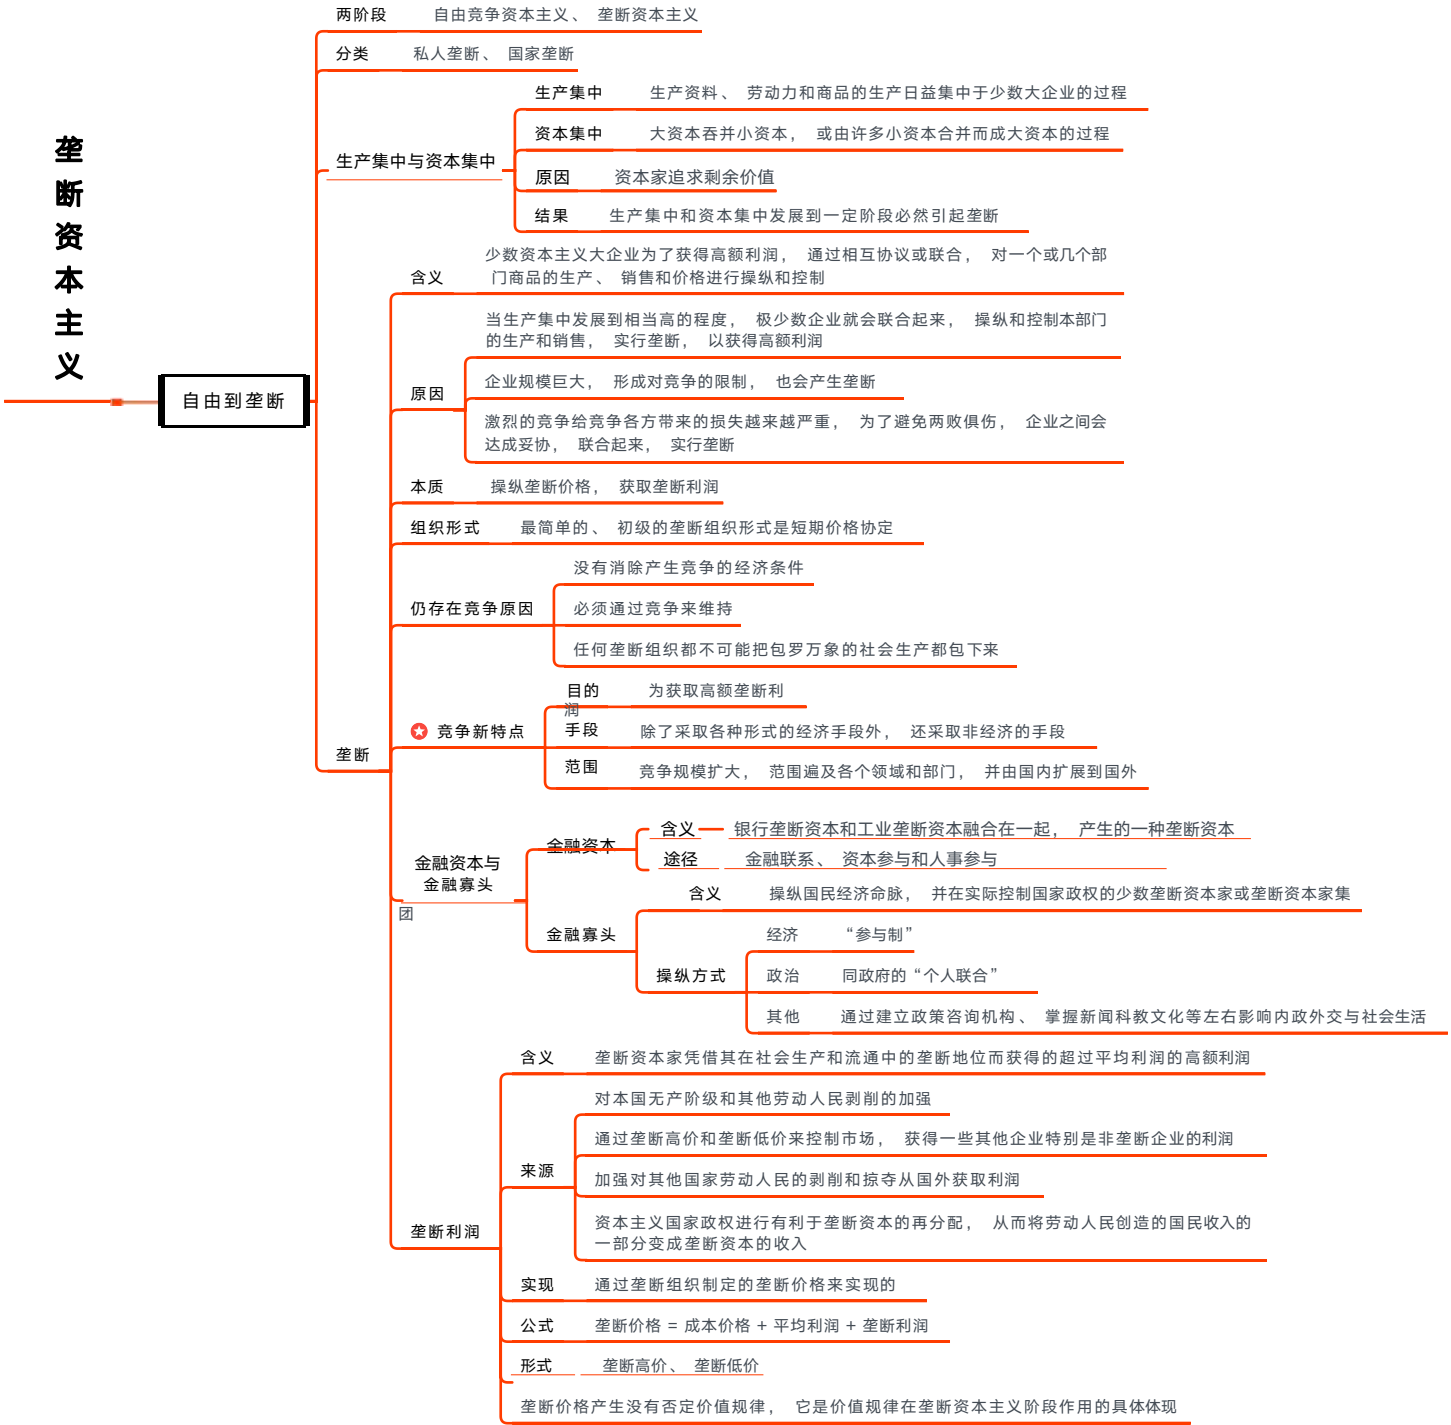 垄断资本主义
自由到垄断
两阶段 自由竞争资本主义、 垄断资本主义
分类 私人垄断、 国家垄断
生产集中与资本集中
生产集中 生产资料、 劳动力和商品的生产日益集中于少数大企业的过程
资本集中 大资本吞并小资本， 或由许多小资本合并而成大资本的过程
原因 资本家追求剩余价值
结果 生产集中和资本集中发展到一定阶段必然引起垄断
垄断
含义 少数资本主义大企业为了获得高额利润， 通过相互协议或联合， 对一个或几个部
门商品的生产、 销售和价格进行操纵和控制
原因
当生产集中发展到相当高的程度， 极少数企业就会联合起来， 操纵和控制本部门
的生产和销售， 实行垄断， 以获得高额利润
企业规模巨大， 形成对竞争的限制， 也会产生垄断
激烈的竞争给竞争各方带来的损失越来越严重， 为了避免两败俱伤， 企业之间会
达成妥协， 联合起来， 实行垄断
本质 操纵垄断价格， 获取垄断利润
组织形式 最简单的、 初级的垄断组织形式是短期价格协定
仍存在竞争原因
没有消除产生竞争的经济条件
必须通过竞争来维持
任何垄断组织都不可能把包罗万象的社会生产都包下来
竞争新特点
目的 为获取高额垄断利
润
手段 除了采取各种形式的经济手段外， 还采取非经济的手段
范围 竞争规模扩大， 范围遍及各个领域和部门， 并由国内扩展到国外
金融资本与
金融寡头
金融资本
含义 银行垄断资本和工业垄断资本融合在一起， 产生的一种垄断资本
途径 金融联系、 资本参与和人事参与
金融寡头
含义 操纵国民经济命脉， 并在实际控制国家政权的少数垄断资本家或垄断资本家集
团
操纵方式
经济 “参与制”
政治 同政府的“个人联合”
其他 通过建立政策咨询机构、 掌握新闻科教文化等左右影响内政外交与社会生活
垄断利润
含义 垄断资本家凭借其在社会生产和流通中的垄断地位而获得的超过平均利润的高额利润
来源
对本国无产阶级和其他劳动人民剥削的加强
通过垄断高价和垄断低价来控制市场， 获得一些其他企业特别是非垄断企业的利润
加强对其他国家劳动人民的剥削和掠夺从国外获取利润
资本主义国家政权进行有利于垄断资本的再分配， 从而将劳动人民创造的国民收入的
一部分变成垄断资本的收入
实现 通过垄断组织制定的垄断价格来实现的
公式 垄断价格 = 成本价格 + 平均利润 + 垄断利润
形式 垄断高价、 垄断低价
垄断价格产生没有否定价值规律， 它是价值规律在垄断资本主义阶段作用的具体体现